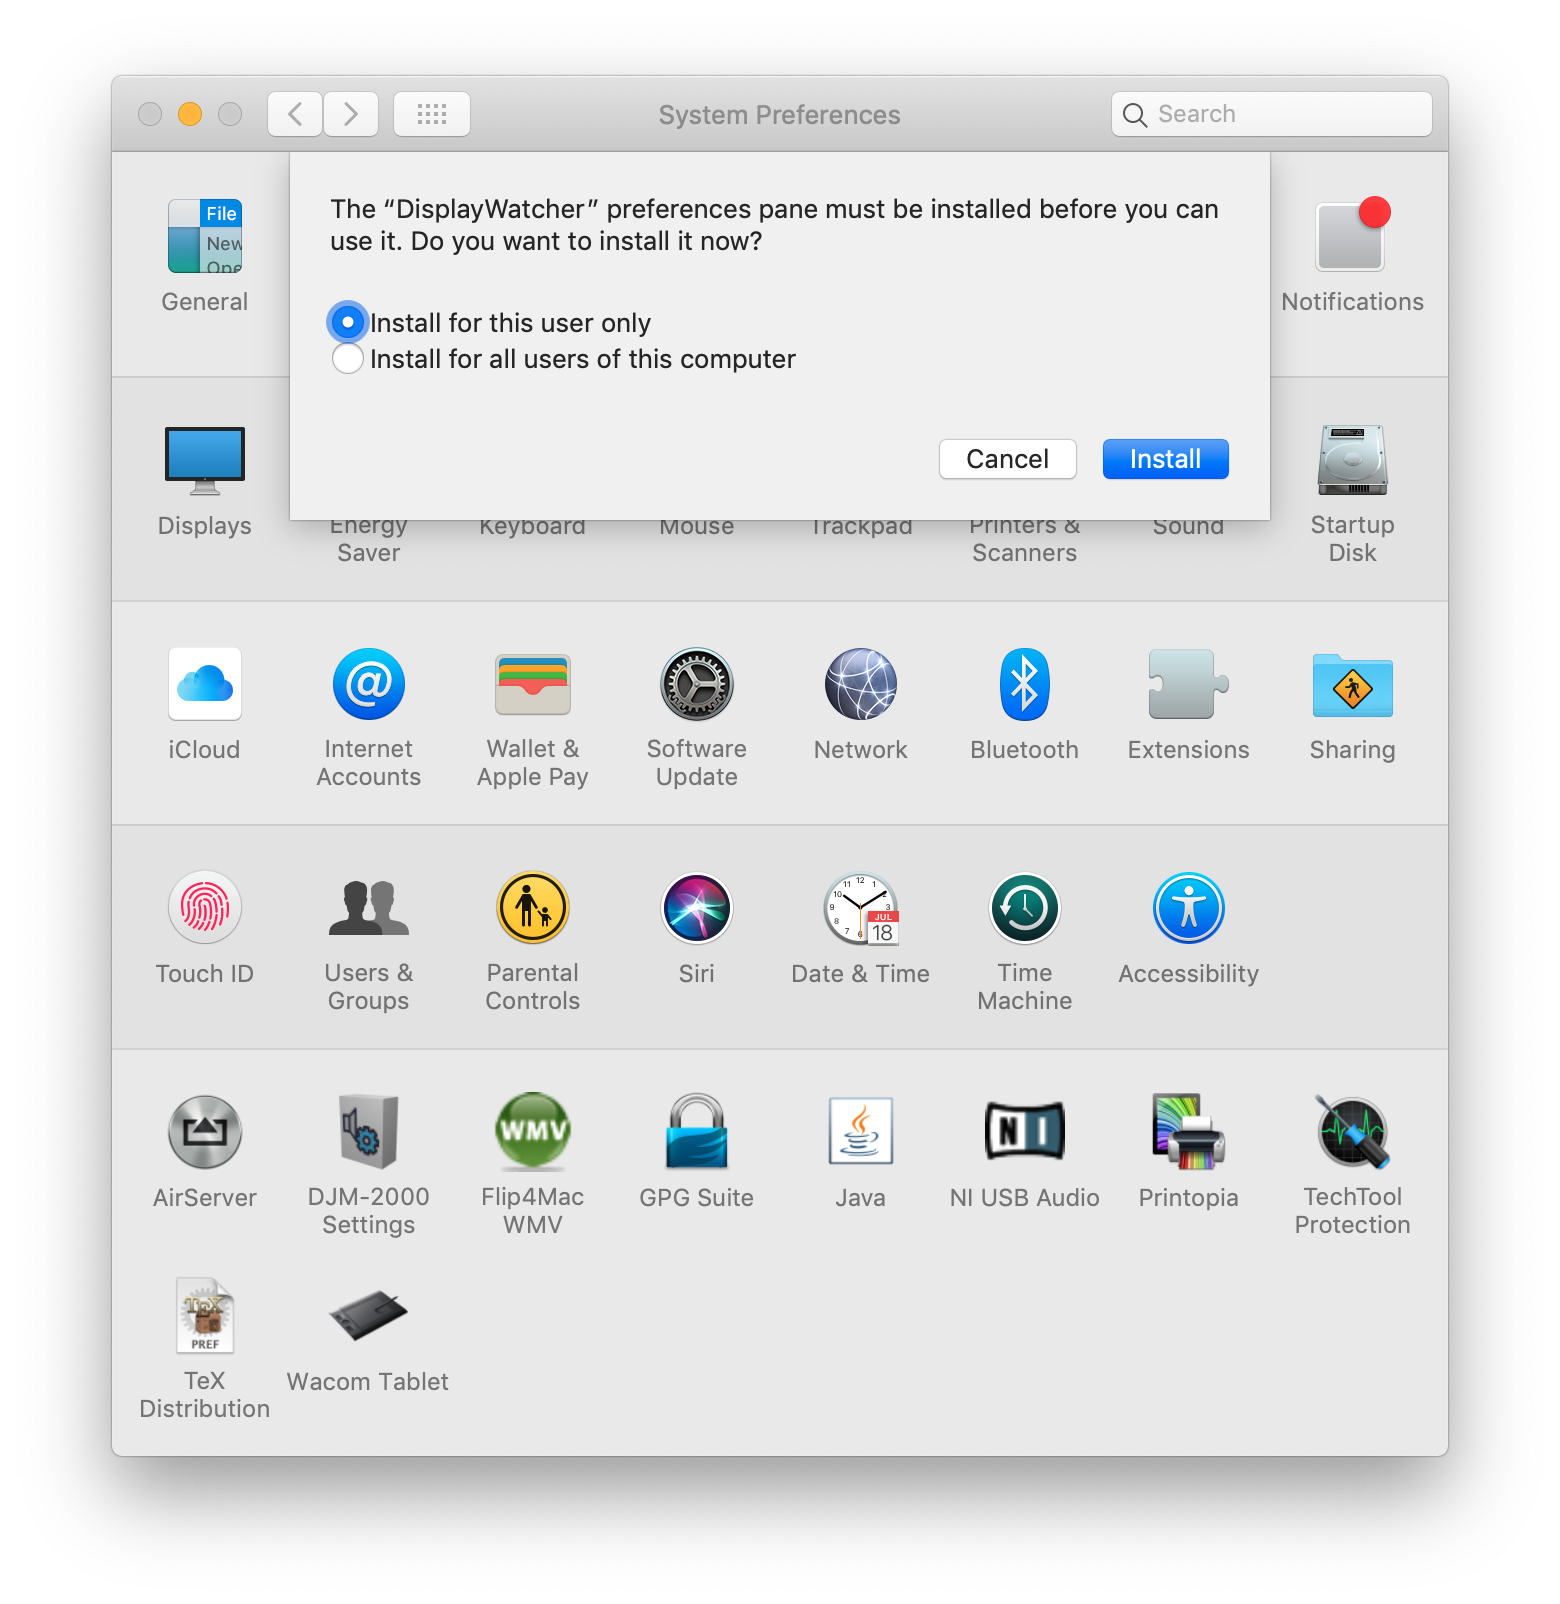 System Preferences
Search
The “DisplayWatcher” preferences pane must be installed before you can
use it. Do you want to install it now?
Install for this user only
Install for all users of this computer
Cancel
Install
File
New
Ope
General
Notifications
Displays
Energy
Saver
Keyboard
Mouse
Trackpad
Printers &
Scanners
Sound
Startup
Disk
iCloud
@
Internet
Accounts
Wallet &
Apple Pay
Software
Update
Network
Bluetooth
Extensions
Sharing
Touch ID
Users &
Groups
Parental
Controls
Siri
JUL
18
Date & Time
Time
Machine
Accessibility
AirServer
DJM-2000
Settings
WMV
Flip4Mac
WMV
GPG Suite
Java
NI
NI USB Audio
Printopia
TechTool
Protection
TEX
PREF
TeX
Distribution
Wacom Tablet